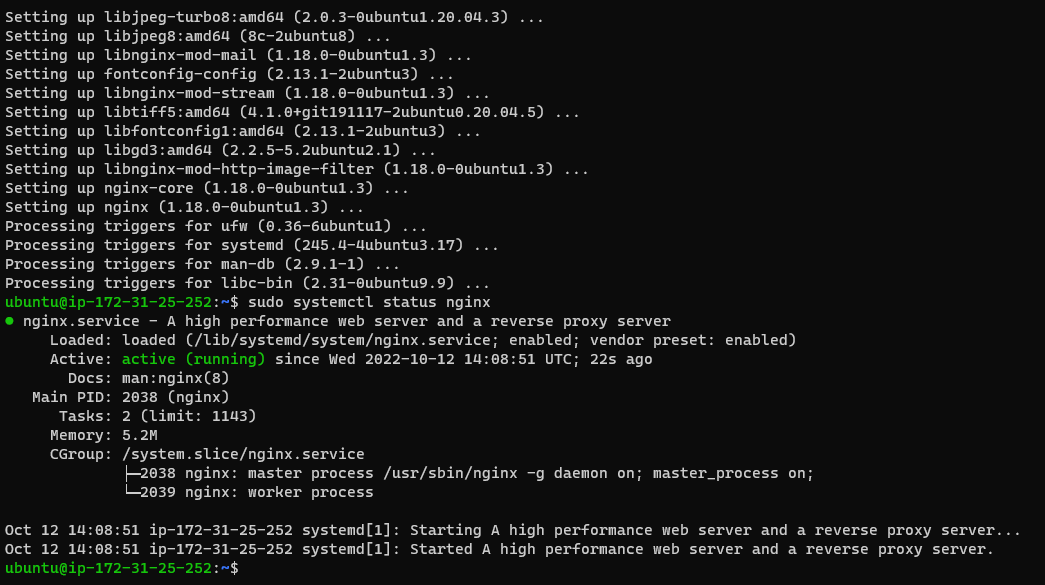 Setting up libjpeg-turbo8:amd64 (2.0.3-0ubuntu1.20.04.3) ...
Setting up libjpeg8:amd64 (8c-2ubuntu8) ...
Setting up libnginx-mod-mail (1.18.0-0ubuntu1.3) ...
Setting up fontconfig-config (2.13.1-2ubuntu3) ...
Setting up libnginx-mod-stream (1.18.0-0ubuntu1.3) ...
Setting up libtiff5:amd64 (4.1.0+git191117-2ubuntu0.20.04.5) ...
Setting up libfontconfig1:amd64 (2.13.1-2ubuntu3) ...
Setting up libgd3:amd64 (2.2.5-5.2ubuntu2.1) ...
Setting up libnginx-mod-http-image-filter (1.18.0-0ubuntu1.3) ...
Setting up nginx-core (1.18.0-0ubuntu1.3) ...
Setting up nginx (1.18.0-0ubuntu1.3) ...
Processing triggers for ufw (0.36-6ubuntu1) ...
Processing triggers for systemd (245.4-4ubuntu3.17) ...
Processing triggers for man-db (2.9.1-1) ...
Processing triggers for libc-bin (2.31-0ubuntu9.9) ...
ubuntu@ip-172-31-25-252:~$ sudo systemctl status nginx
● nginx.service - A high performance web server and a reverse proxy server
     Loaded: loaded (/lib/systemd/system/nginx.service; enabled; vendor preset: enabled)
     Active: active (running) since Wed 2022-10-12 14:08:51 UTC; 22s ago
       Docs: man:nginx(8)
   Main PID: 2038 (nginx)
      Tasks: 2 (limit: 1143)
     Memory: 5.2M
     CGroup: /system.slice/nginx.service
             ├─2038 nginx: master process /usr/sbin/nginx -g daemon on; master_process on;
             └─2039 nginx: worker process

Oct 12 14:08:51 ip-172-31-25-252 systemd[1]: Starting A high performance web server and a reverse proxy server...
Oct 12 14:08:51 ip-172-31-25-252 systemd[1]: Started A high performance web server and a reverse proxy server.
ubuntu@ip-172-31-25-252:~$